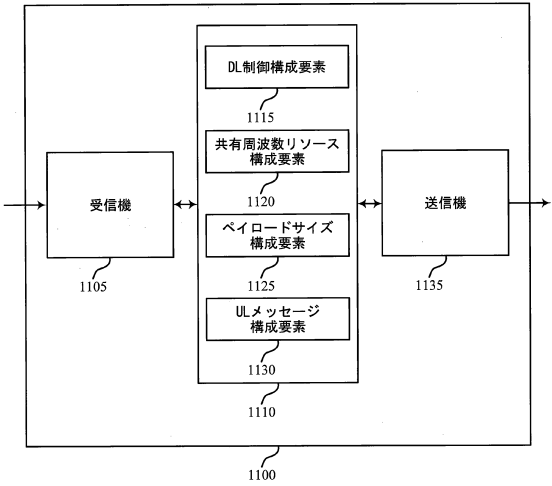 DL制御構成要素
1115
共有周波数リソース
構成要素
1120
受信機
1105
ペイロードサイズ
構成要素
1125
送信機
1135
ULメッセージ
構成要素
1130
1110
1100